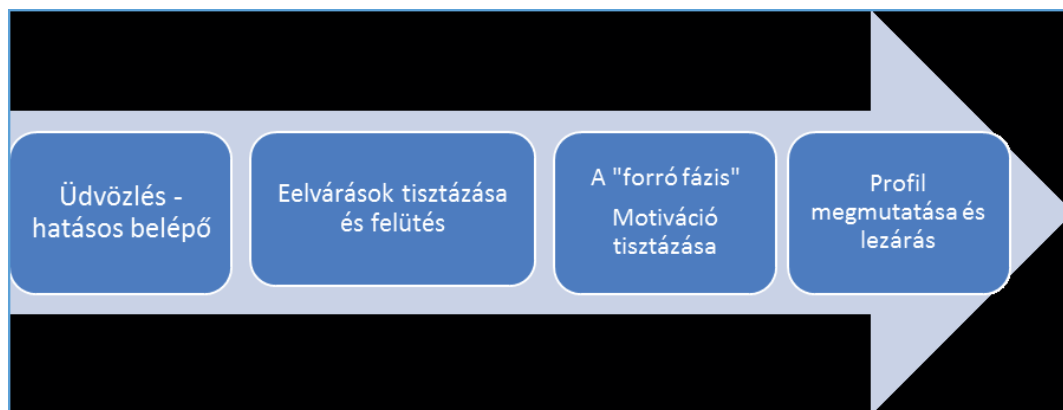 Üdvözlés -
hatásos belépő
Eelvárások tisztázása
és felütés
A "forró fázis"
Motiváció
tisztázása
Profil
megmutatása és
lezárás